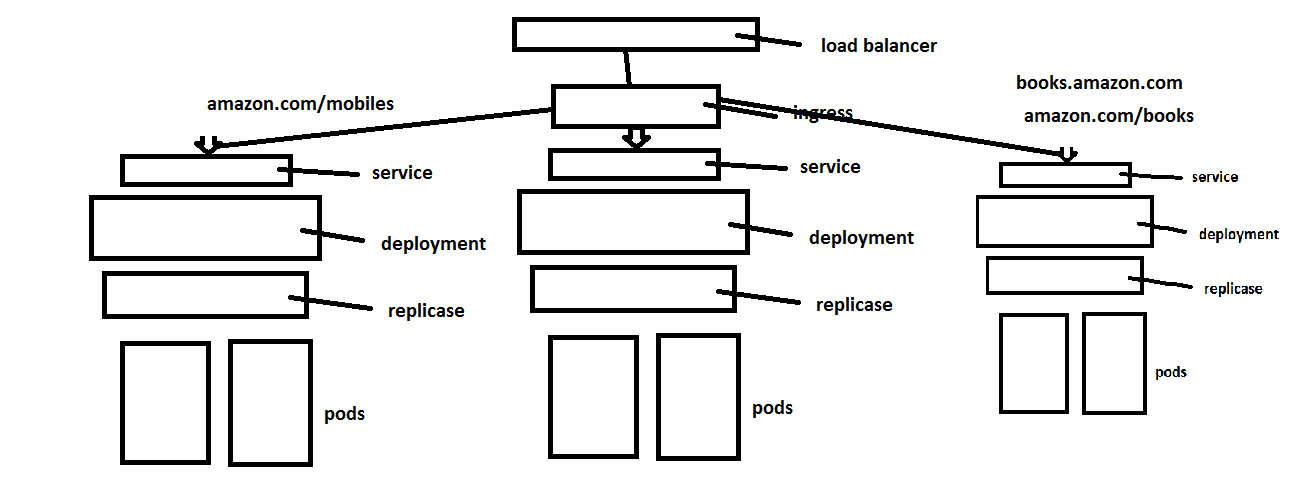 load balancer
books.amazon.com
amazon.com/mobiles
ingress
amazon.com/books
service
service
service
deployment
deployment
deployment
replicase
replicase
replicase
pods
pods
pods